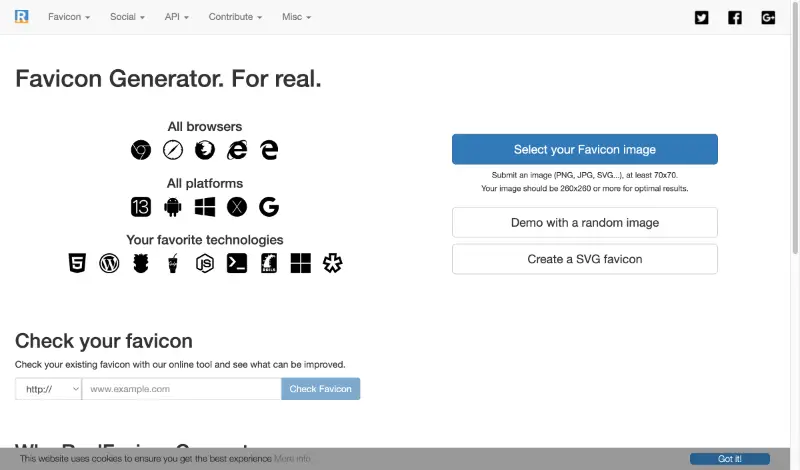 R
Favicon
Social
API
Contribute
Misc
Favicon Generator. For real.
All browsers
All platforms
13
X
G
Your favorite technologies
Select your Favicon image
Submit an image (PNG, JPG, SVG...), at least 70x70.
Your image should be 260x260 or more for optimal results.
Demo with a random image
Create a SVG favicon
Check your favicon
Check your existing favicon with our online tool and see what can be improved.
http://
www.example.com
Check Favicon
This website uses cookies to ensure you get the best experience More info
Got it!